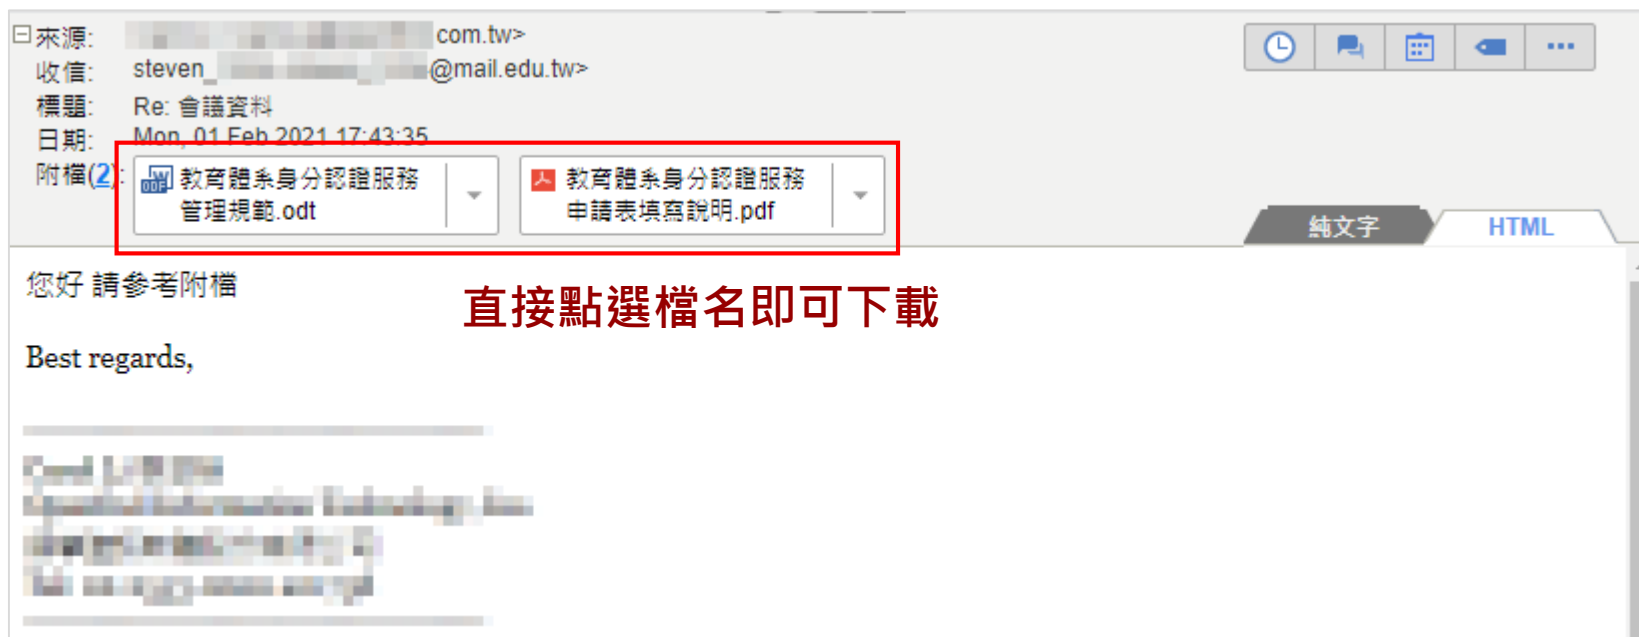 來源: com.tw>
收信: steven_ @mail.edu.tw>
標題: Re: 會議資料
日期: Mon, 01 Feb 2021 17:43:35
附檔(2):
教育體系身分認證服務
管理規範.odt
教育體系身分認證服務
申請表填寫說明.pdf
純文字 HTML
您好 請參考附檔
直接點選檔名即可下載
Best regards,